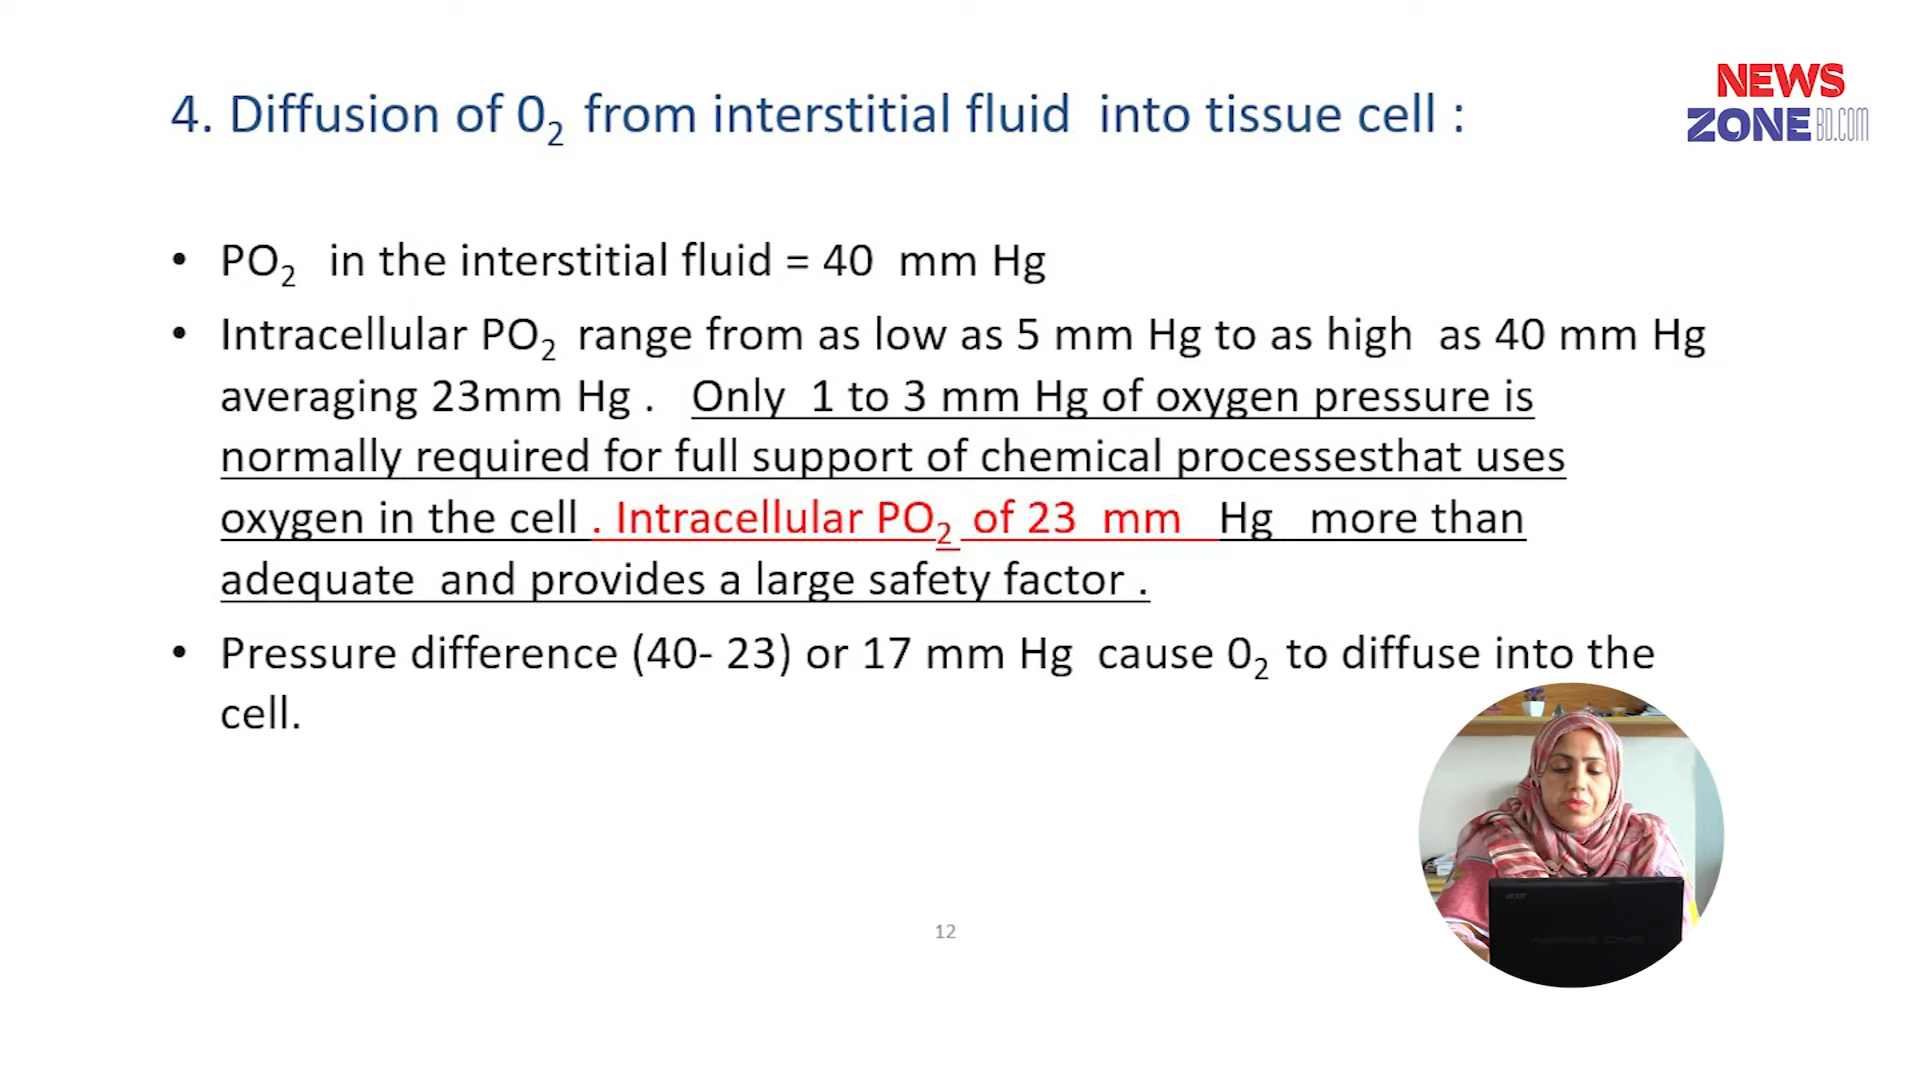 NEWS
ZONE BD.COM
4. Diffusion of 0₂ from interstitial fluid into tissue cell :
• PO₂ in the interstitial fluid = 40 mm Hg
• Intracellular PO₂ range from as low as 5 mm Hg to as high as 40 mm Hg
averaging 23mm Hg . Only 1 to 3 mm Hg of oxygen pressure is
normally required for full support of chemical processesthat uses
oxygen in the cell . Intracellular PO₂ of 23 mm Hg more than
adequate and provides a large safety factor .
• Pressure difference (40- 23) or 17 mm Hg cause 0₂ to diffuse into the
cell.
acer
ASPIRE ONE
12